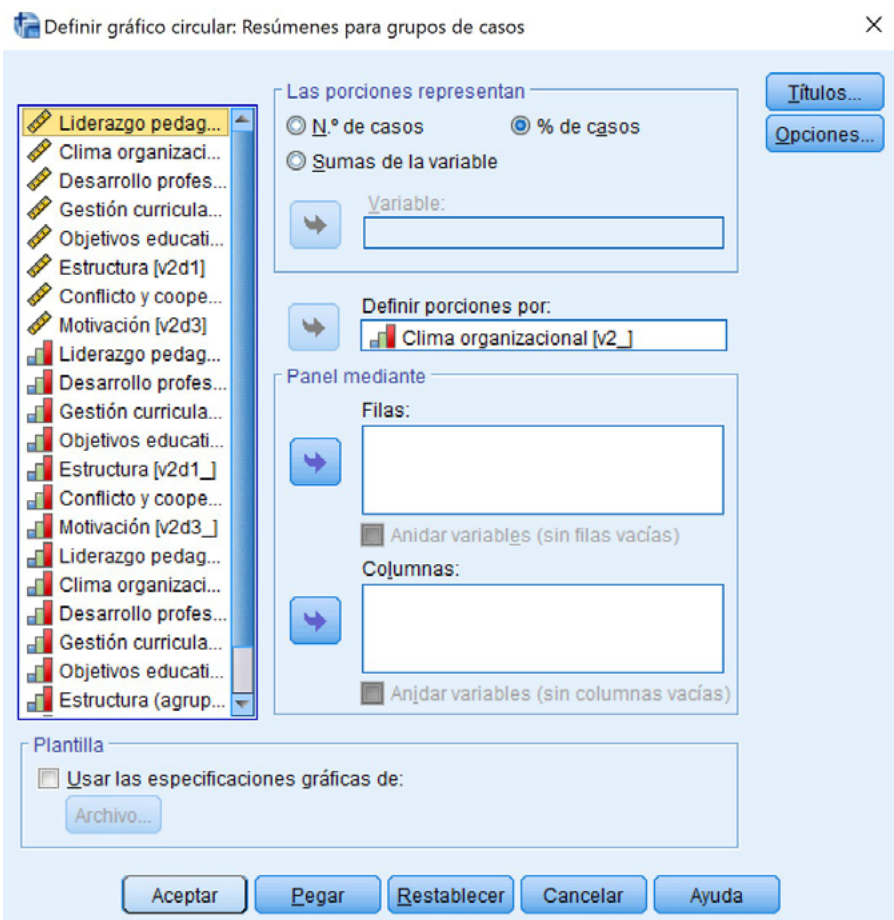 Definir gráfico circular: Resúmenes para grupos de casos
Liderazgo pedag...
Clima organizaci...
Desarrollo profes...
Gestión curricula...
Objetivos educati...
Estructura [v2d1]
Conflicto y coope...
Motivación [v2d3]
Liderazgo pedag...
Desarrollo profes...
Gestión curricula...
Objetivos educati...
Estructura [v2d1_]
Conflicto y coope...
Motivación [v2d3_]
Liderazgo pedag...
Clima organizaci...
Desarrollo profes...
Gestión curricula...
Objetivos educati...
Estructura (agrup...
Las porciones representan
N.º de casos
% de casos
Sumas de la variable
Variable:
Definir porciones por:
Clima organizacional [v2_]
Panel mediante
Filas:
Anidar variables (sin filas vacías)
Columnas:
Anidar variables (sin columnas vacías)
Títulos...
Opciones...
Plantilla
Usar las especificaciones gráficas de:
Archivo...
Aceptar
Pegar
Restablecer
Cancelar
Ayuda